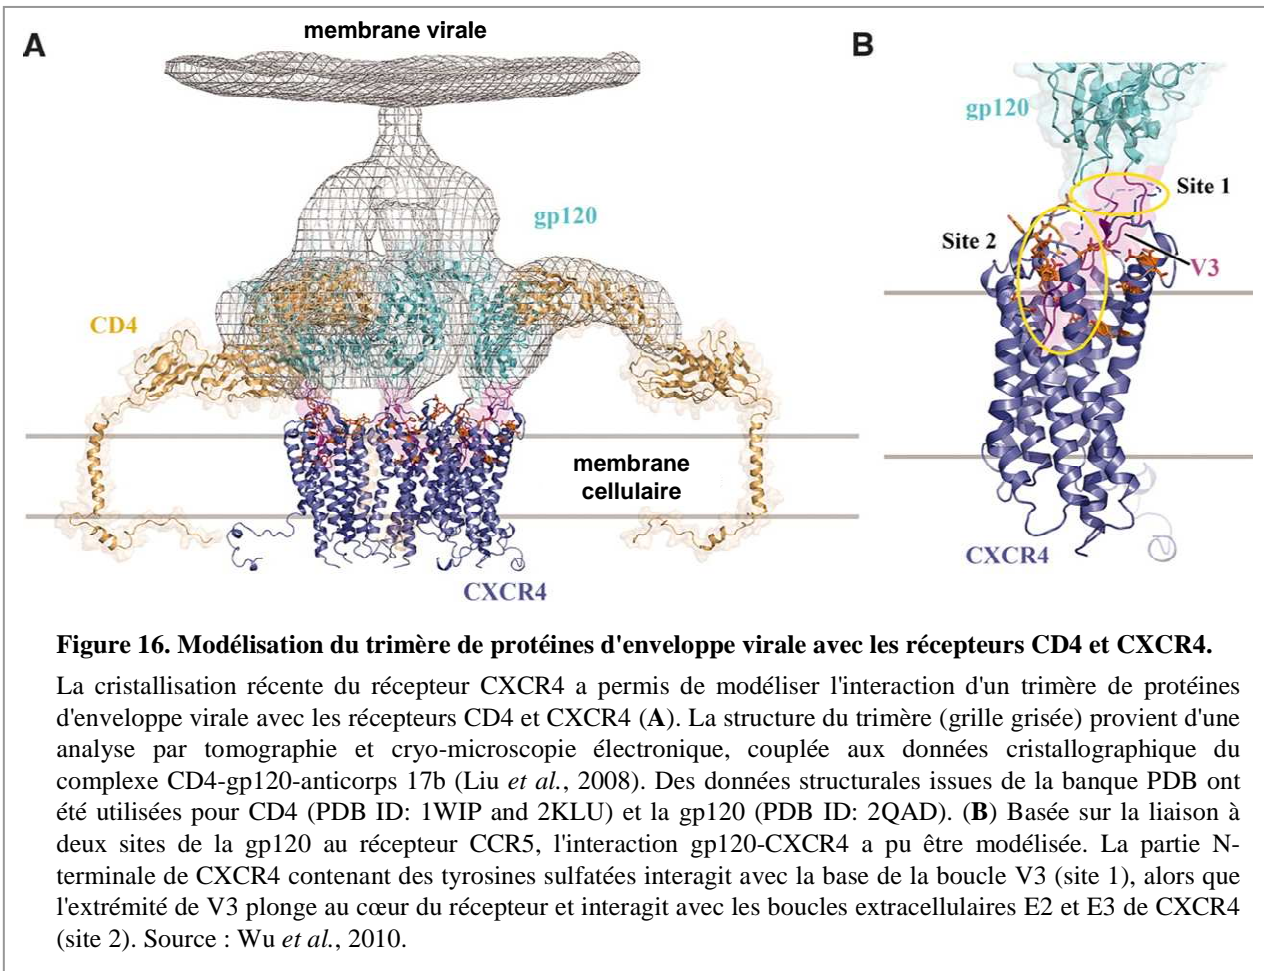 A
membrane virale
gp120
CD4
membrane
cellulaire
CXCR4
B
gp120
Site 1
Site 2
V3
CXCR4
Figure 16. Modélisation du trimère de protéines d'enveloppe virale avec les récepteurs CD4 et CXCR4.
La cristallisation récente du récepteur CXCR4 a permis de modéliser l'interaction d'un trimère de protéines
d'enveloppe virale avec les récepteurs CD4 et CXCR4 (A). La structure du trimère (grille grisée) provient d'une
analyse par tomographie et cryo-microscopie électronique, couplée aux données cristallographique du
complexe CD4-gp120-anticorps 17b (Liu et al., 2008). Des données structurales issues de la banque PDB ont
été utilisées pour CD4 (PDB ID: 1WIP and 2KLU) et la gp120 (PDB ID: 2QAD). (B) Basée sur la liaison à
deux sites de la gp120 au récepteur CCR5, l'interaction gp120-CXCR4 a pu être modélisée. La partie N-
terminale de CXCR4 contenant des tyrosines sulfatées interagit avec la base de la boucle V3 (site 1), alors que
l'extrémité de V3 plonge au cœur du récepteur et interagit avec les boucles extracellulaires E2 et E3 de CXCR4
(site 2). Source : Wu et al., 2010.